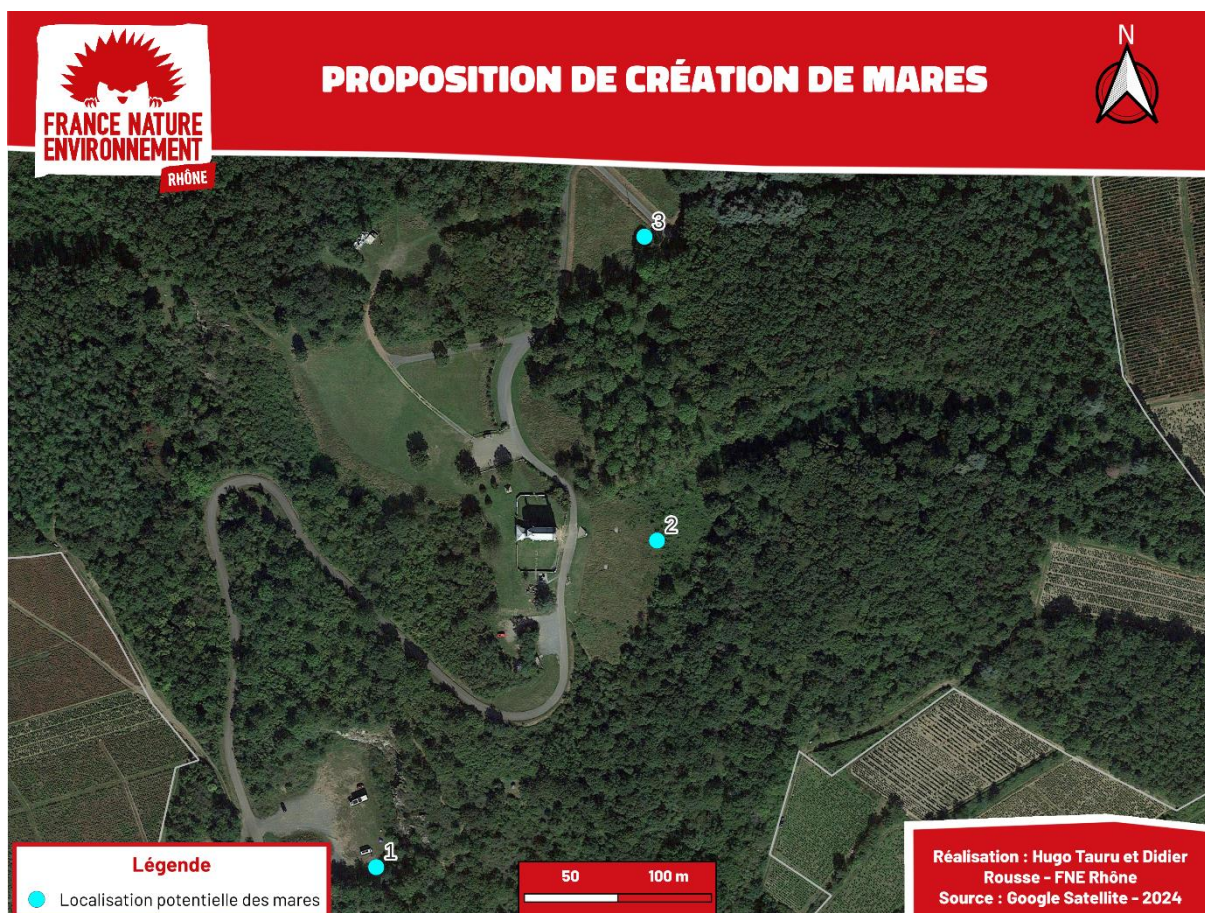 FRANCE NATURE
ENVIRONNEMENT
RHÔNE
PROPOSITION DE CRÉATION DE MARES
N
3
2
1
Légende
Localisation potentielle des mares
50 100 m
Réalisation : Hugo Tauru et Didier
Rousse - FNE Rhône
Source : Google Satellite - 2024